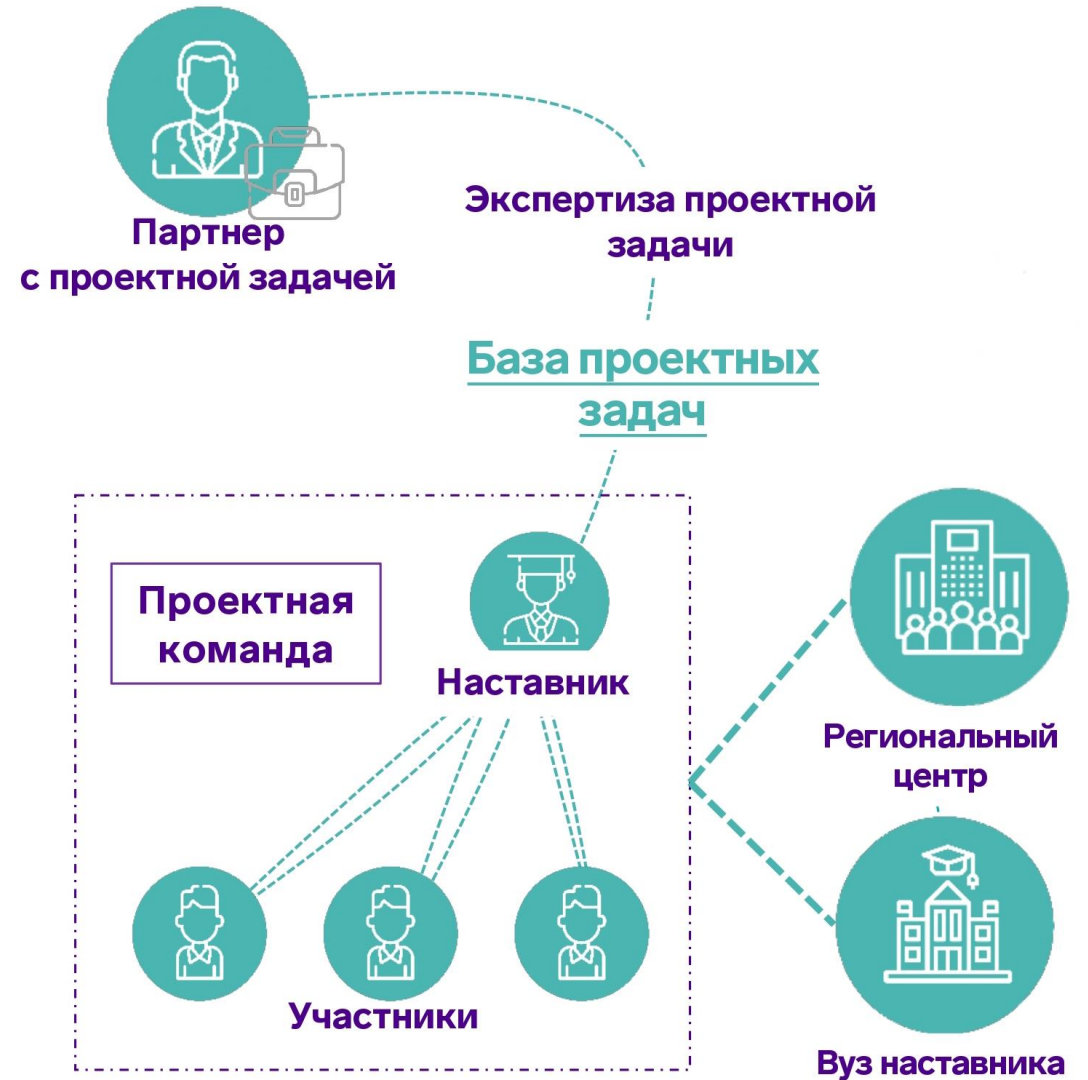 Партнер
с проектной задачей
Экспертиза проектной
задачи
База проектных
задач
Проектная
команда
Наставник
Участники
Региональный
центр
Вуз наставника